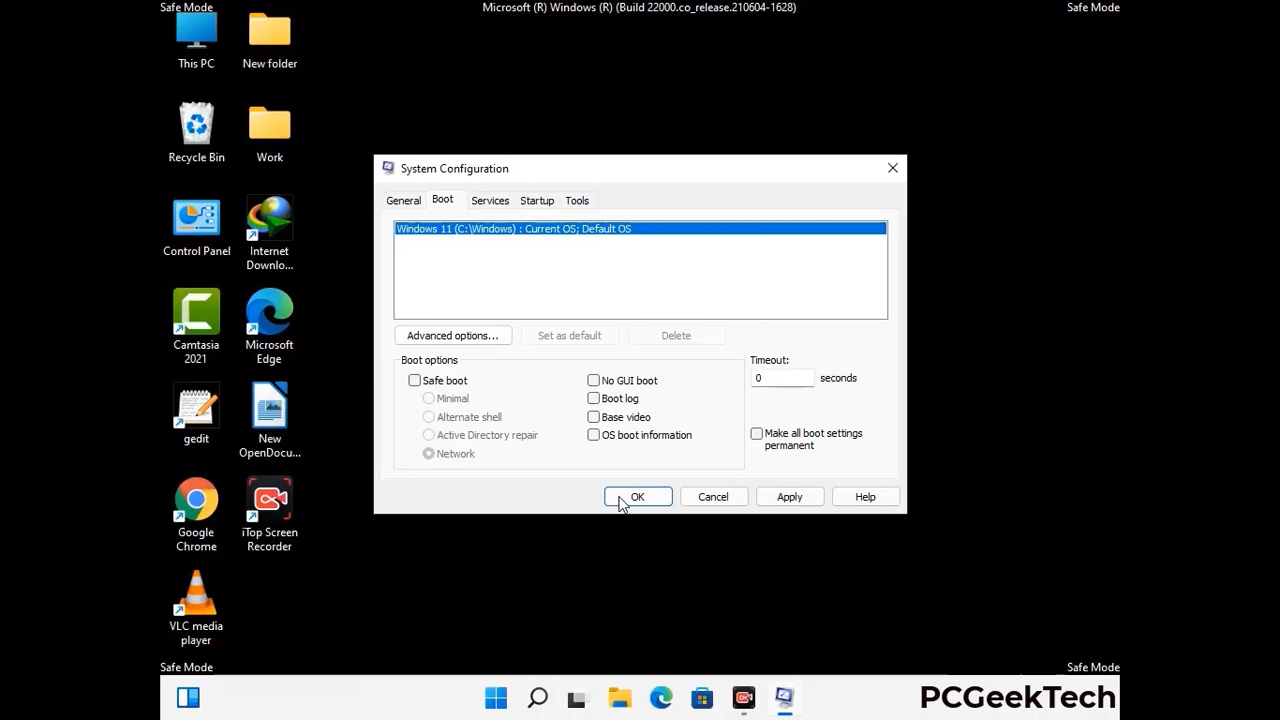 Safe Mode
Microsoft (R) Windows (R) (Build 22000.co_release.210604-1628)
Safe Mode
This PC
New folder
Recycle Bin
Work
Control Panel
Internet
Downlo...
Camtasia
2021
Microsoft
Edge
gedit
New
OpenDocu...
Google
Chrome
iTop Screen
Recorder
VLC media
player
System Configuration
General
Boot
Services
Startup
Tools
Windows 11 (C:\Windows) : Current OS; Default OS
Advanced options...
Set as default
Delete
Boot options
Safe boot
Minimal
Alternate shell
Active Directory repair
Network
No GUI boot
Boot log
Base video
OS boot information
Timeout:
0 seconds
Make all boot settings
permanent
OK
Cancel
Apply
Help
Safe Mode
Safe Mode
PCGeekTech